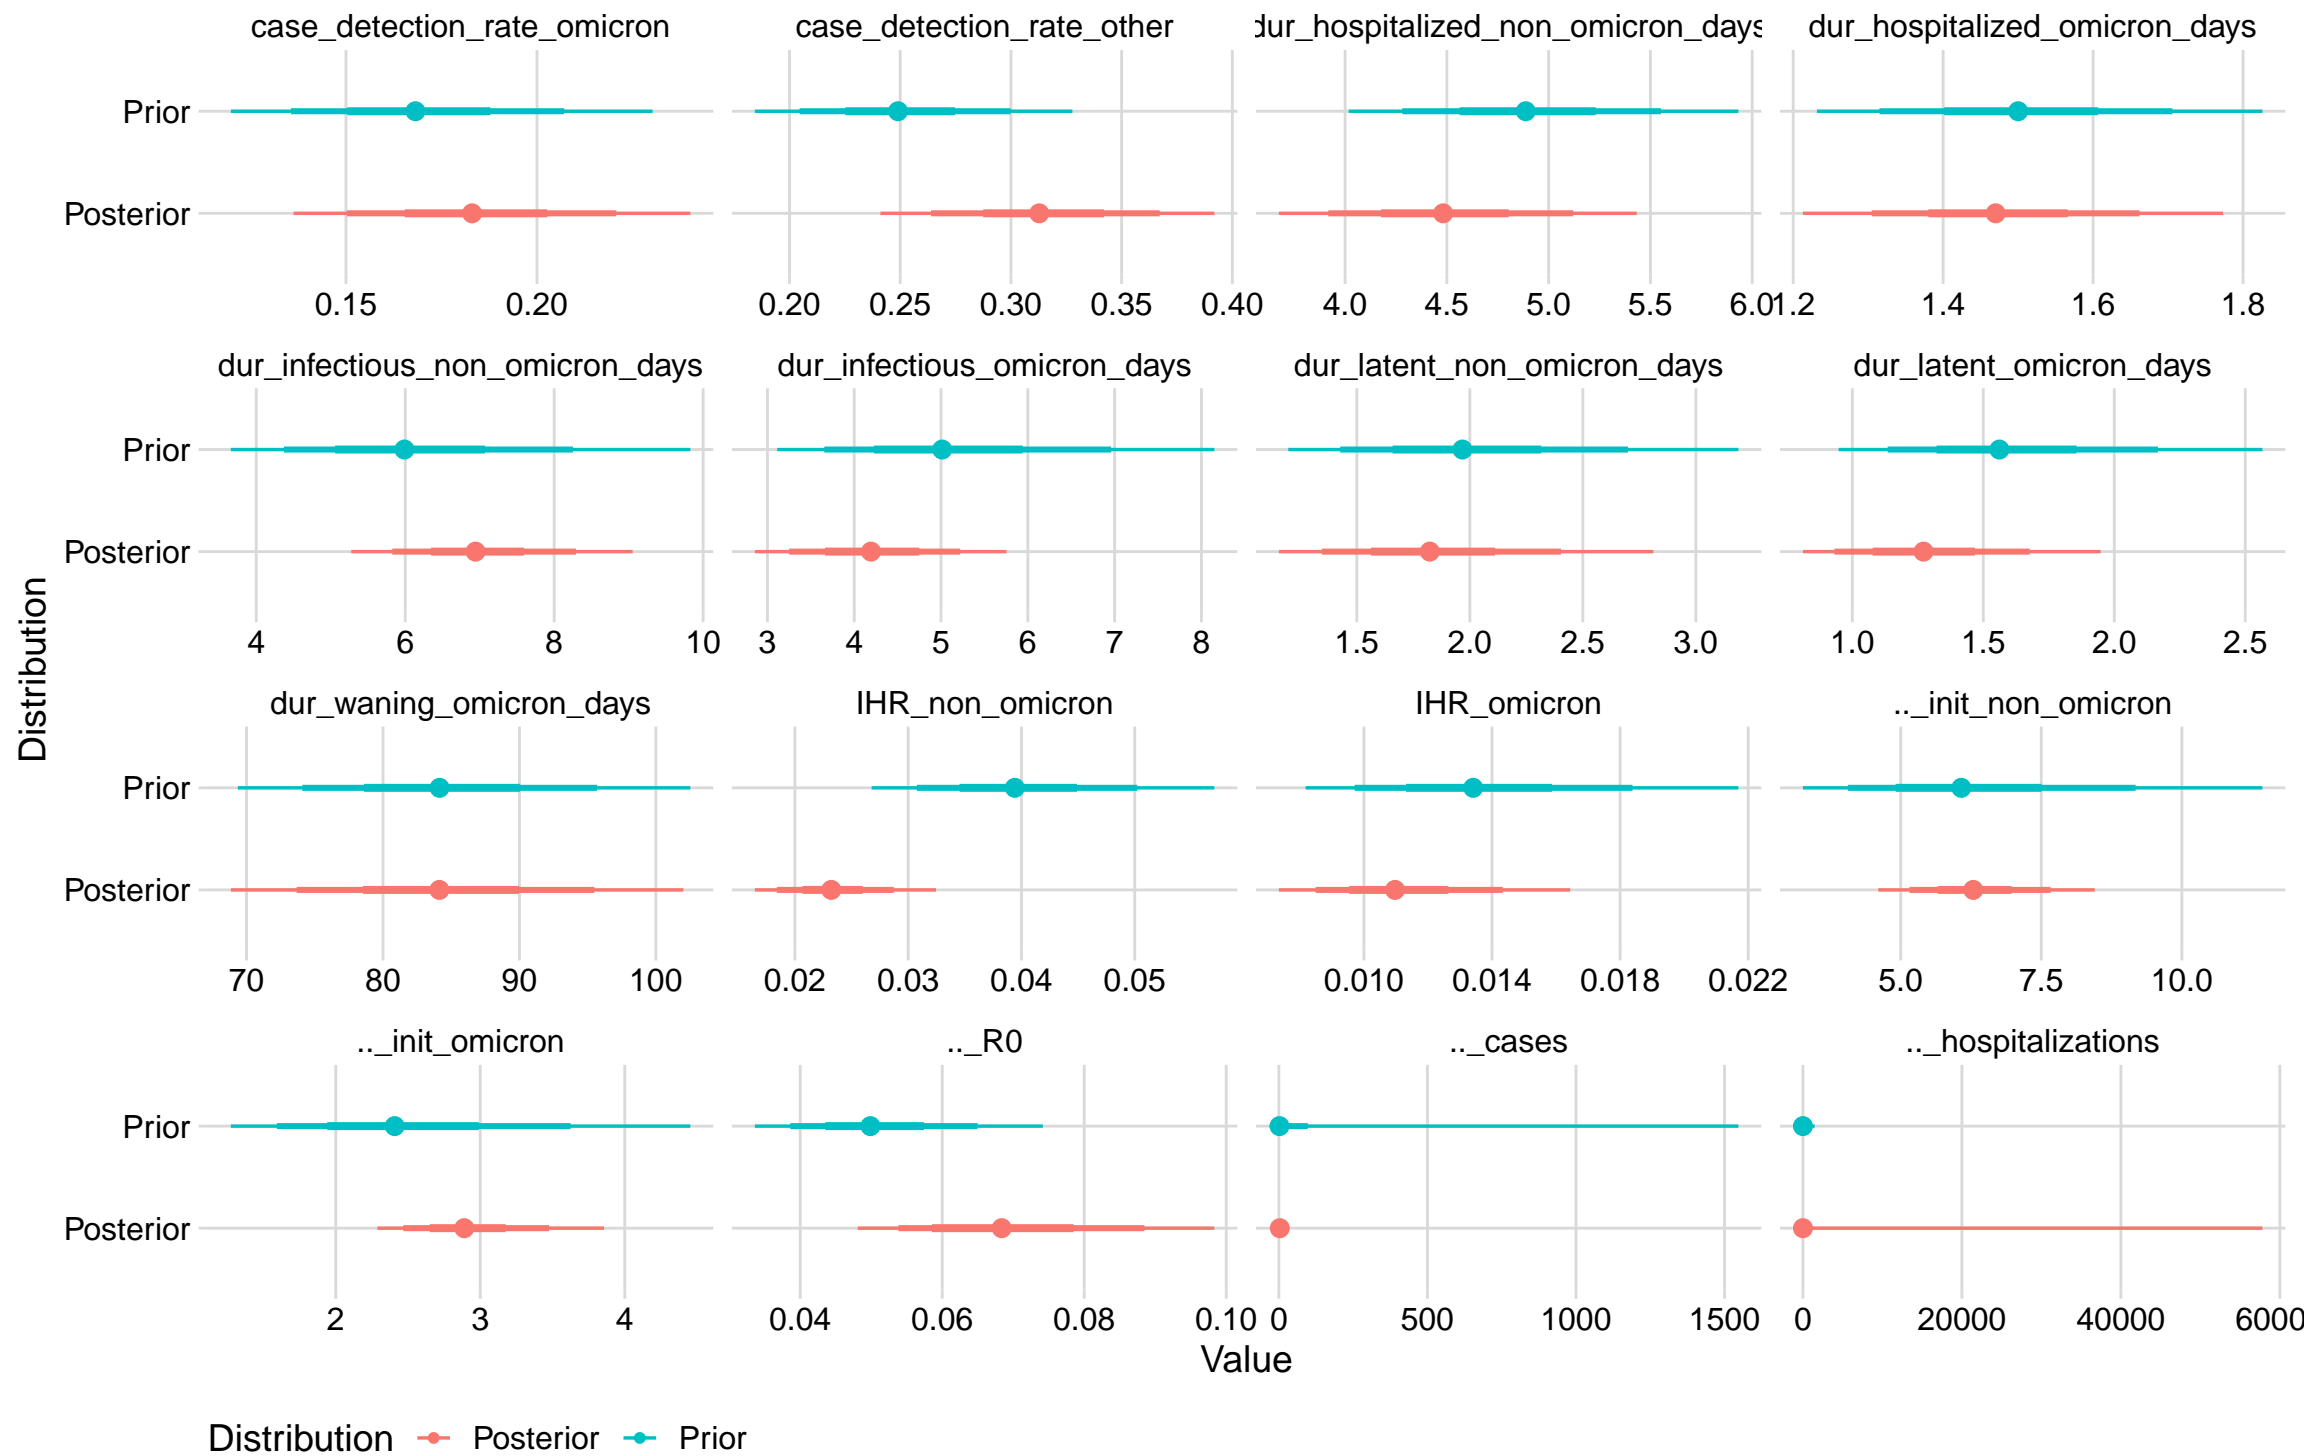 case_detection_rate_omicron case_detection_rate_other dur_hospitalized_non_omicron_days dur_hospitalized_omicron_days
Prior
Posterior
0.15 0.20 0.20 0.25 0.30 0.35 0.40 4.0 4.5 5.0 5.5 6.0 1.2 1.4 1.6 1.8
dur_infectious_non_omicron_days dur_infectious_omicron_days dur_latent_non_omicron_days dur_latent_omicron_days
Prior
Posterior
4 6 8 10 3 4 5 6 7 8 1.5 2.0 2.5 3.0 1.0 1.5 2.0 2.5
Distribution
dur_waning_omicron_days IHR_non_omicron IHR_omicron .._init_non_omicron
Prior
Posterior
70 80 90 100 0.02 0.03 0.04 0.05 0.010 0.014 0.018 0.022 5.0 7.5 10.0
.._init_omicron .._R0 .._cases .._hospitalizations
Prior
Posterior
2 3 4 0.04 0.06 0.08 0.10 0 500 1000 1500 0 20000 40000 6000
Value
Distribution Posterior Prior